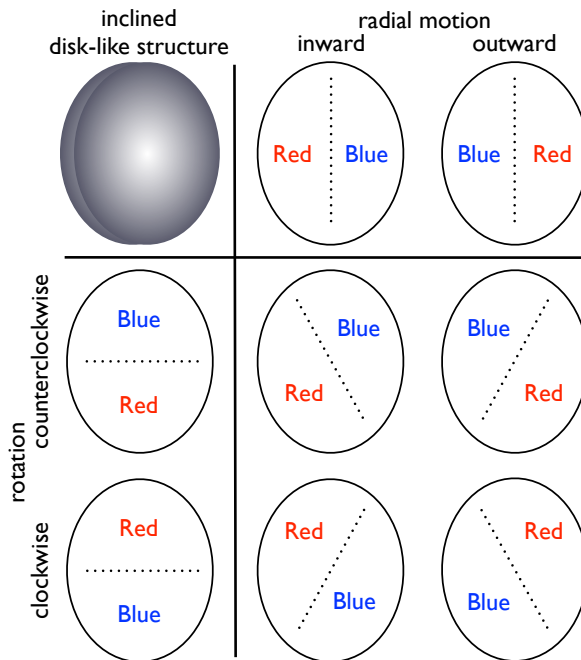 inclined
disk-like structure
radial motion
inward
outward
Red
Blue
Blue
Red
rotation
counterclockwise
Blue
Red
Blue
Red
Blue
Red
clockwise
Red
Blue
Red
Blue
Red
Blue